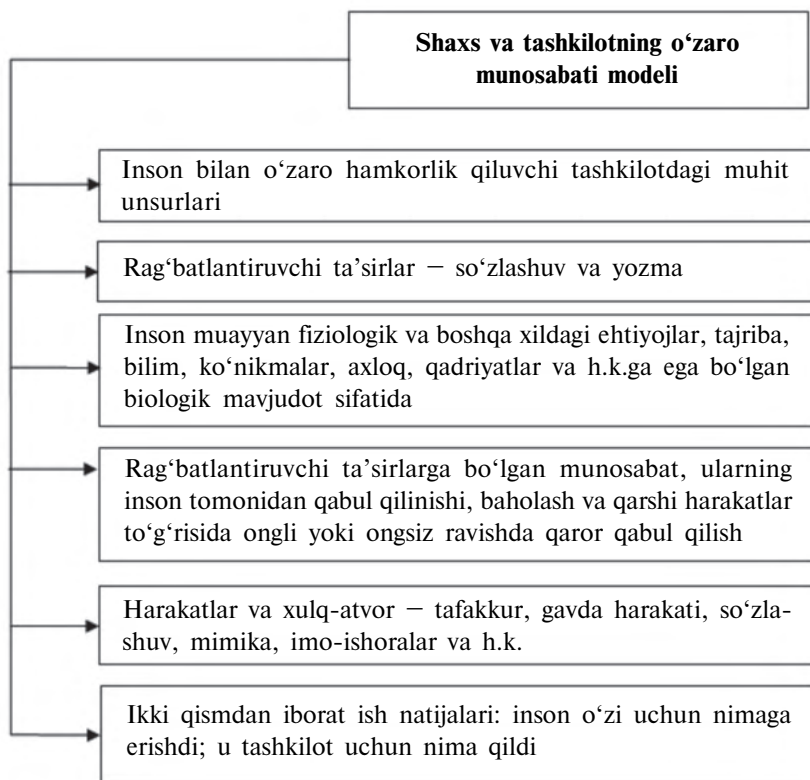 Shaxs va tashkilotning o‘zaro
munosabati modeli
Inson bilan o‘zaro hamkorlik qiluvchi tashkilotdagi muhit
unsurlari
Rag‘batlantiruvchi ta’sirlar — so‘zlashuv va yozma
Inson muayyan fiziologik va boshqa xildagi ehtiyojlar, tajriba,
bilim, ko‘nikmalar, axloq, qadriyatlar va h.k.ga ega bo‘lgan
biologik mavjudot sifatida
Rag‘batlantiruvchi ta’sirlarga bo‘lgan munosabat, ularning
inson tomonidan qabul qilinishi, baholash va qarshi harakatlar
to‘g‘risida ongli yoki ongsiz ravishda qaror qabul qilish
Harakatlar va xulq-atvor — tafakkur, gavda harakati, so‘zla-
shuv, mimika, imo-ishoralar va h.k.
Ikki qismdan iborat ish natijalari: inson o‘zi uchun nimaga
erishdi; u tashkilot uchun nima qildi